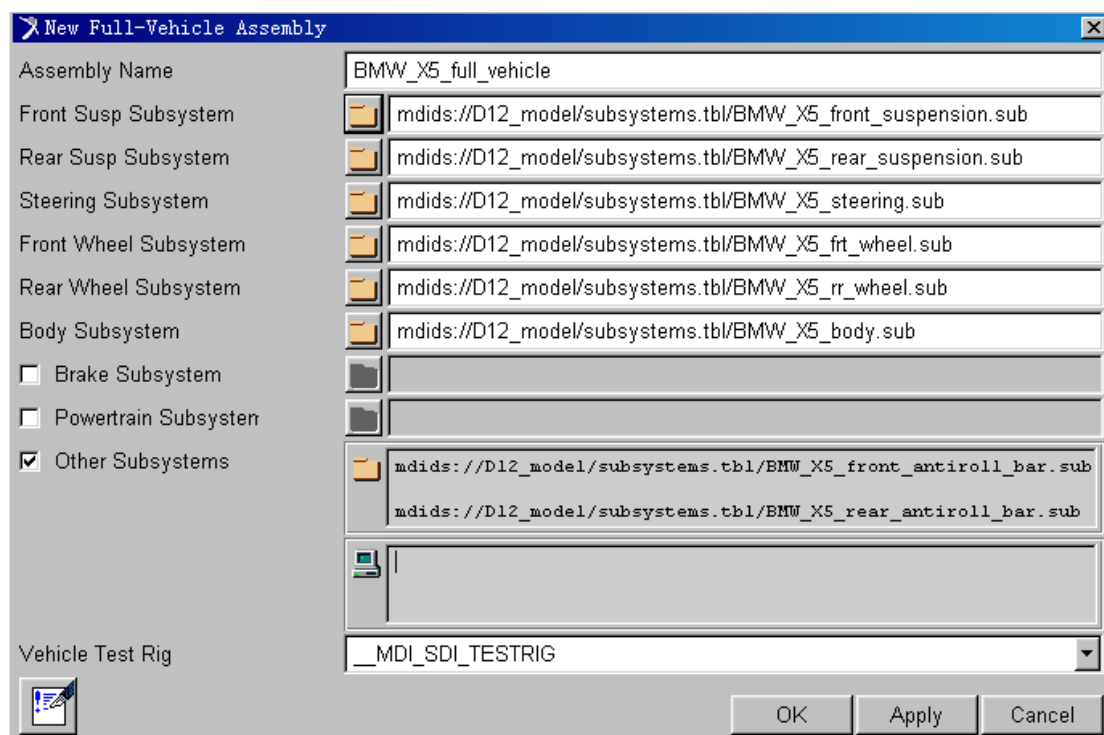 New Full-Vehicle Assembly
Assembly Name BMW_X5_full_vehicle
Front Susp Subsystem mdids://D12_model/subsystems.tbl/BMW_X5_front_suspension.sub
Rear Susp Subsystem mdids://D12_model/subsystems.tbl/BMW_X5_rear_suspension.sub
Steering Subsystem mdids://D12_model/subsystems.tbl/BMW_X5_steering.sub
Front Wheel Subsystem mdids://D12_model/subsystems.tbl/BMW_X5_frt_wheel.sub
Rear Wheel Subsystem mdids://D12_model/subsystems.tbl/BMW_X5_rr_wheel.sub
Body Subsystem mdids://D12_model/subsystems.tbl/BMW_X5_body.sub
Brake Subsystem
Powertrain Subsysten
Other Subsystems mdids://D12_model/subsystems.tbl/BMW_X5_front_antiroll_bar.sub
mdids://D12_model/subsystems.tbl/BMW_X5_rear_antiroll_bar.sub
Vehicle Test Rig __MDI_SDI_TESTRIG
OK Apply Cancel